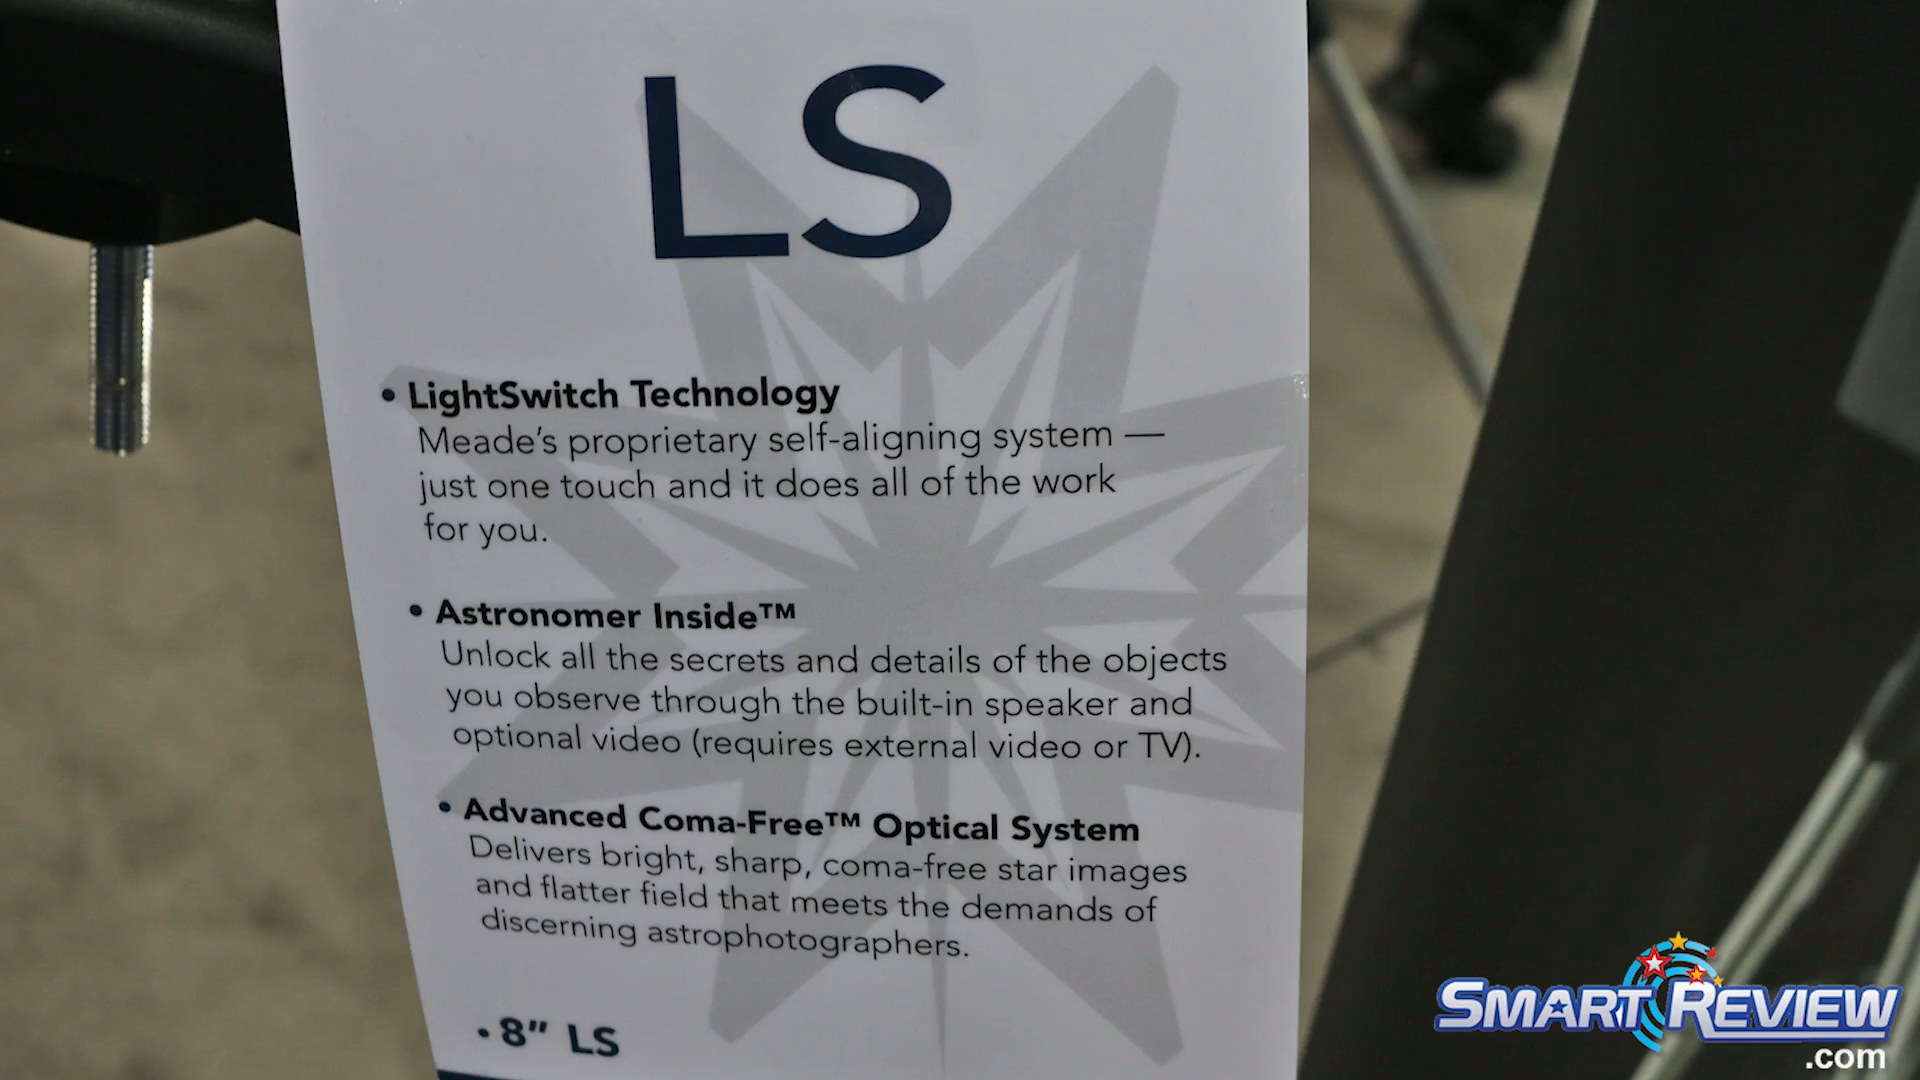 LS
• LightSwitch Technology
Meade's proprietary self-aligning system —
just one touch and it does all of the work
for you.
• Astronomer Inside™
Unlock all the secrets and details of the objects
you observe through the built-in speaker and
optional video (requires external video or TV).
• Advanced Coma-Free™ Optical System
Delivers bright, sharp, coma-free star images
and flatter field that meets the demands of
discerning astrophotographers.
• 8" LS
SMART REVIEW
.com